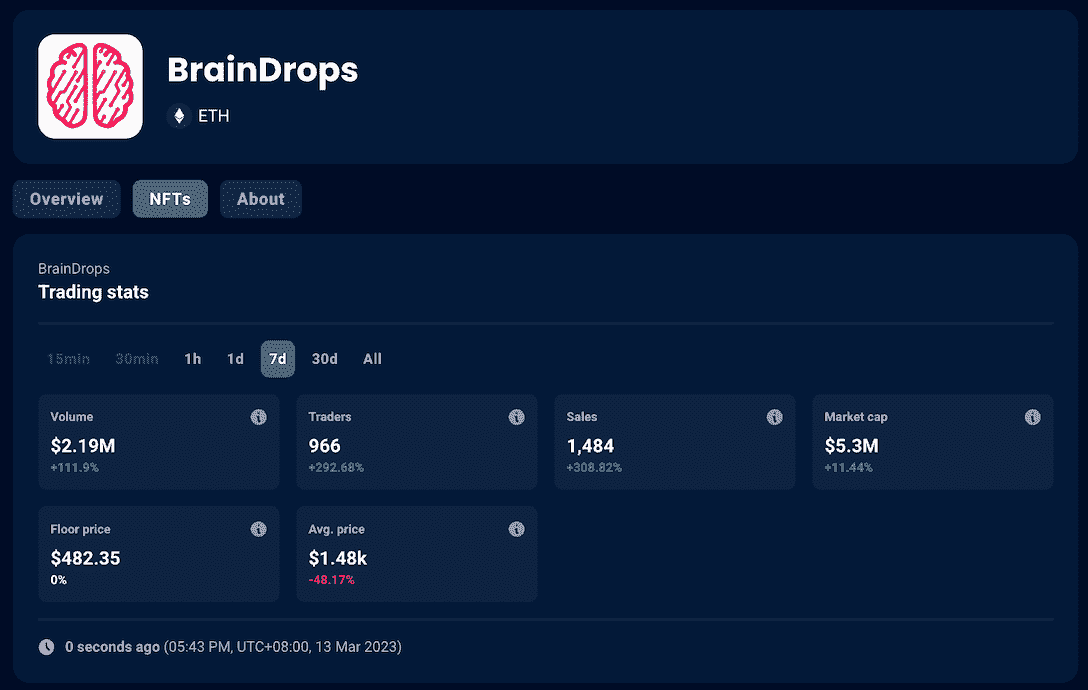 BrainDrops
ETH
Overview NFTs About
BrainDrops
Trading stats
15min 30min 1h 1d 7d 30d All
Volume Traders Sales Market cap
$2.19M 966 1,484 $5.3M
+111.9% +292.68% +308.82% +11.44%
Floor price Avg. price
$482.35 $1.48k
0% -48.17%
0 seconds ago (05:43 PM, UTC+08:00, 13 Mar 2023)